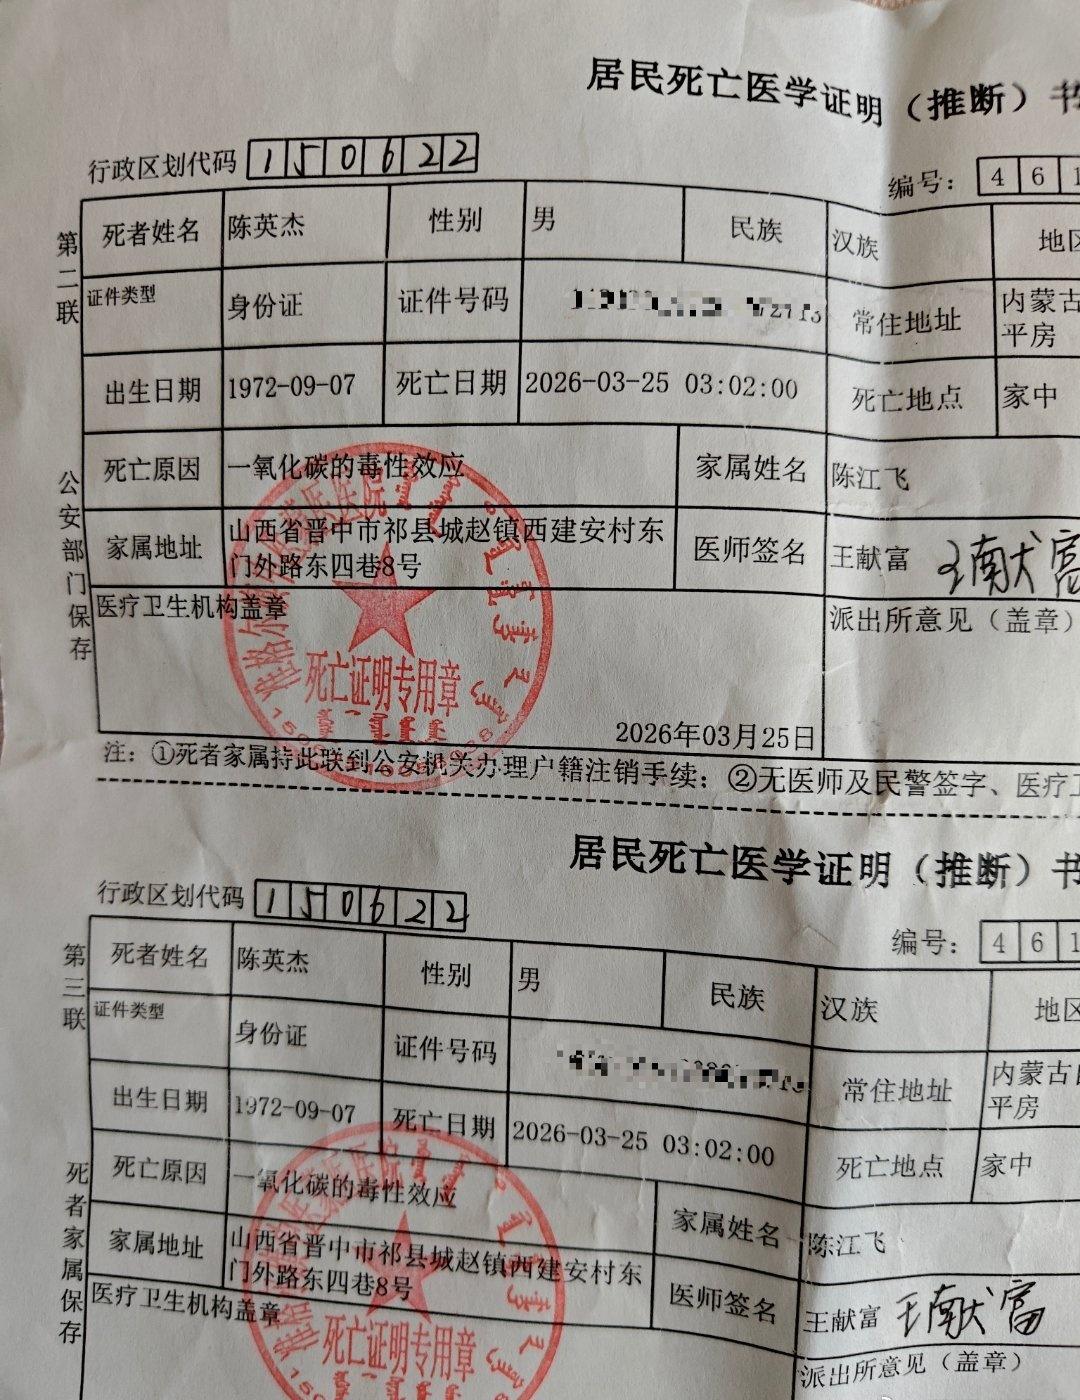 居民死亡医学证明（推断）书
行政区划代码 150622
编号： 4 6 1
第二联
死者姓名 陈英杰 性别 男 民族 汉族 地区
证件类型 身份证 证件号码 常住地址 内蒙古
平房
出生日期 1972-09-07 死亡日期 2026-03-25 03:02:00 死亡地点 家中
公安部门保存
死亡原因 一氧化碳的毒性效应 家属姓名 陈江飞
家属地址 山西省晋中市祁县城赵镇西建安村东
门外路东四巷8号
医师签名 王献富 王献富
医疗卫生机构盖章
派出所意见（盖章）
死亡证明专用章
2026年03月25日
注：①死者家属持此联到公安机关办理户籍注销手续；②无医师及民警签字、医疗卫
居民死亡医学证明（推断）书
行政区划代码 150622
编号： 4 6 1
第三联
死者姓名 陈英杰 性别 男 民族 汉族 地区
证件类型 身份证 证件号码 常住地址 内蒙古自
平房
出生日期 1972-09-07 死亡日期 2026-03-25 03:02:00 死亡地点 家中
死者家属保存
死亡原因 一氧化碳的毒性效应 家属姓名 陈江飞
家属地址 山西省晋中市祁县城赵镇西建安村东
门外路东四巷8号
医师签名 王献富 王献富
医疗卫生机构盖章
派出所意见（盖章）
死亡证明专用章